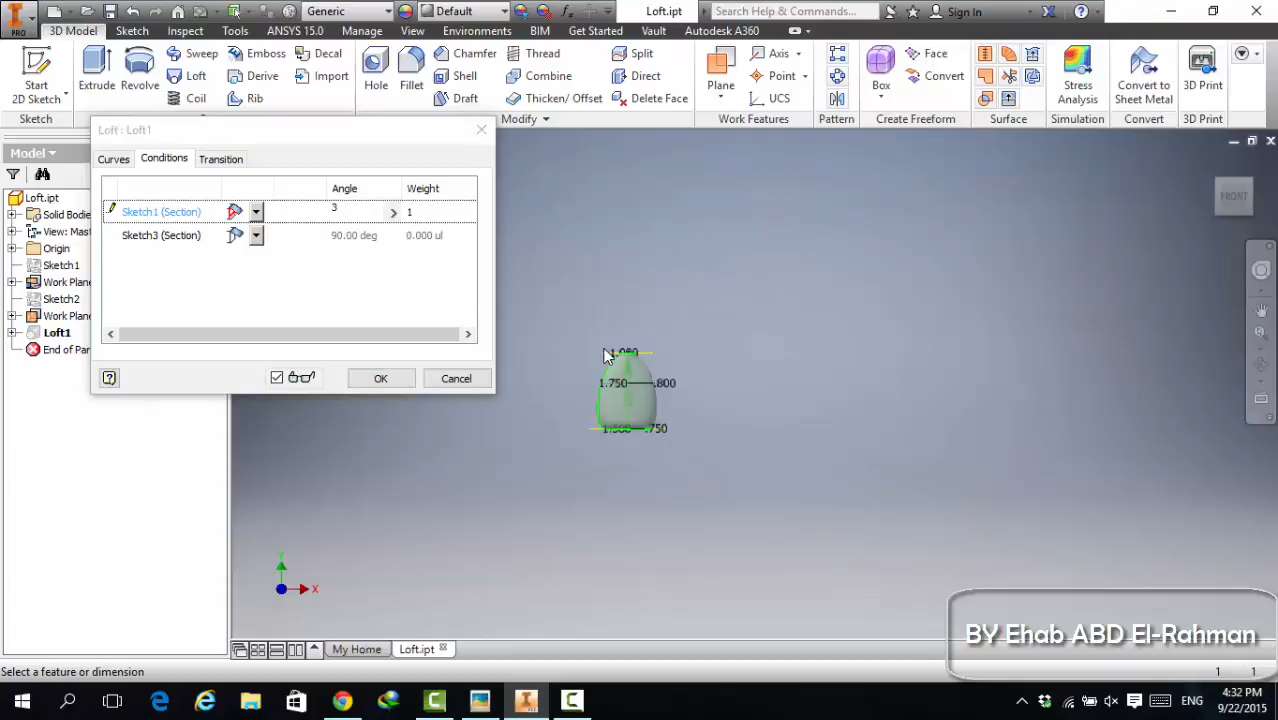 PRO
Generic
Default
Loft.ipt
Search Help & Commands...
Sign In
3D Model
Sketch
Inspect
Tools
ANSYS 15.0
Manage
View
Environments
BIM
Get Started
Vault
Autodesk A360
Start
2D Sketch
Extrude
Revolve
Sweep
Loft
Coil
Emboss
Derive
Rib
Decal
Import
Hole
Fillet
Chamfer
Shell
Draft
Thread
Combine
Thicken/ Offset
Split
Direct
Delete Face
Plane
Axis
Point
UCS
Box
Face
Convert
Stress
Analysis
Convert to
Sheet Metal
3D Print
Sketch
Modify
Work Features
Pattern
Create Freeform
Surface
Simulation
Convert
3D Print
Model
Loft.ipt
Solid Bodie
View: Mast
Origin
Sketch1
Work Plane
Sketch2
Work Plane
Loft1
End of Par
Loft : Loft1
Curves
Conditions
Transition
Angle
Weight
Sketch1 (Section)
3
1
Sketch3 (Section)
90.00 deg
0.000 ul
OK
Cancel
FRONT
1.750
.800
.750
Y
X
BY Ehab ABD El-Rahman
My Home
Loft.ipt
Select a feature or dimension
1
1
ENG
4:32 PM
9/22/2015